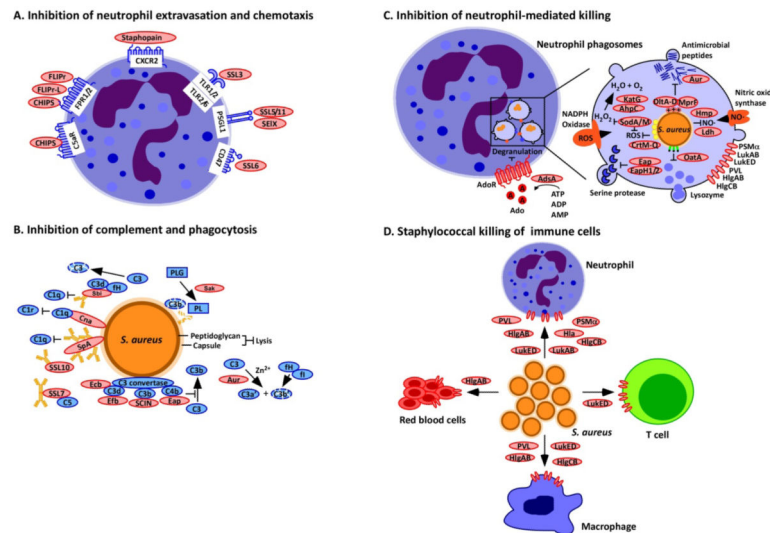 A. Inhibition of neutrophil extravasation and chemotaxis
Staphopain
CXCR2
FLIPr
FLIPr-L
CHIPS
FPR1/2
TLR1/2
TLR2/6
SSL3
PSGL1
SSL5/11
SElX
CHIPS
C5aR
CD47
SSL6
B. Inhibition of complement and phagocytosis
C3
C3
C3d
fH
Sbi
C1q
C1r
C1q
Cna
C1q
SpA
SSL10
SSL7
C5
PLG
Sak
C3b
PL
S. aureus
Peptidoglycan
Capsule
Lysis
C3 convertase
Ecb
C3d
C3b
C4b
Efb
SCIN
Eap
C3b
C3
C3
Zn2+
Aur
C3a'
+
C3b'
fH
fI
C. Inhibition of neutrophil-mediated killing
Neutrophil phagosomes
Degranulation
AdoR
A
A
A
Ado
AdsA
ATP
ADP
AMP
Antimicrobial
peptides
Aur
H2O + O2
KatG
AhpC
H2O2
DltA-D
MprF
+++
NADPH
Oxidase
SodA/M
ROS
ROS
CrtM-Q
S. aureus
Hmp
iNO-
Ldh
NO-
Nitric oxide
synthase
Eap
EapH1/2
OatA
Serine protease
Lysozyme
PSMα
LukAB
LukED
PVL
HlgAB
HlgCB
D. Staphylococcal killing of immune cells
Neutrophil
PVL
PSMα
HlgAB
Hla
HlgCB
LukED
LukAB
HlgAB
Red blood cells
S. aureus
LukED
T cell
PVL
LukED
HlgAB
HlgCB
Macrophage